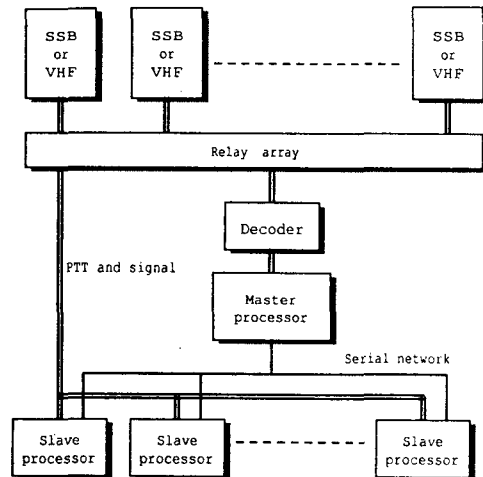 SSB
or
VHF
SSB
or
VHF
SSB
or
VHF
Relay array
Decoder
PTT and signal
Master
processor
Serial network
Slave
processor
Slave
processor
Slave
processor